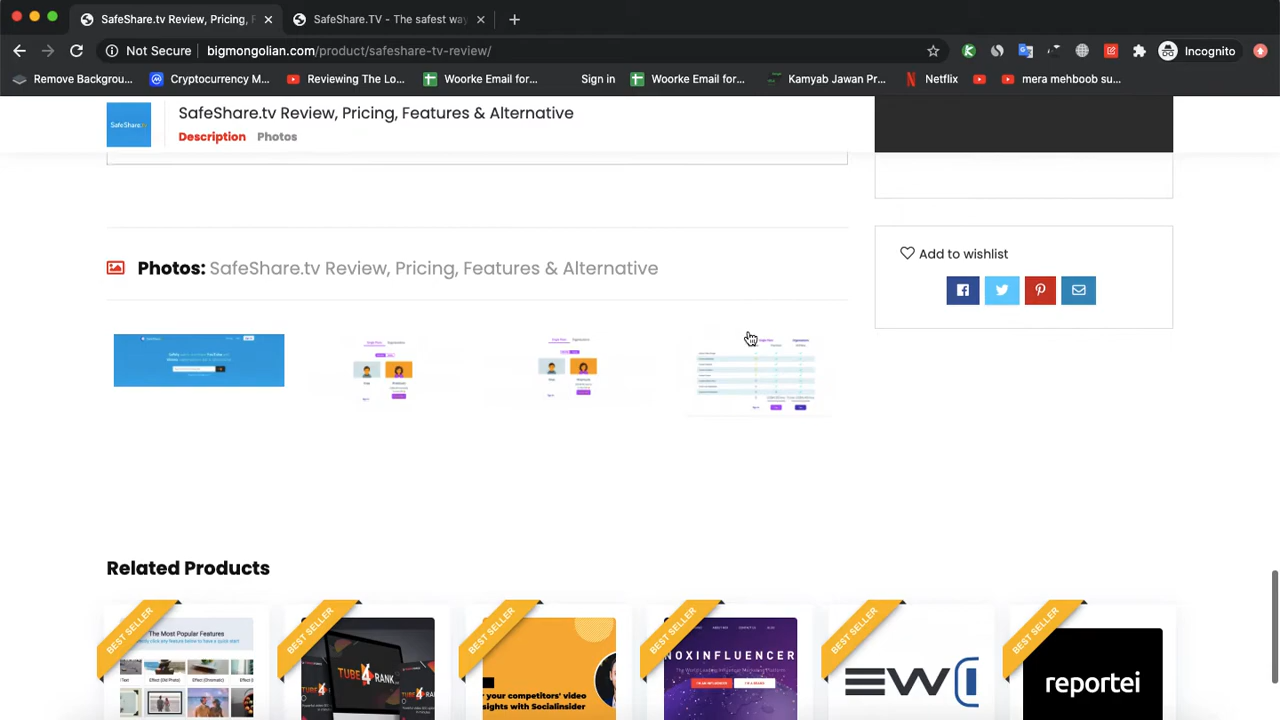 SafeShare.tv Review, Pricing, F
SafeShare.TV - The safest way
Not Secure
bigmongolian.com/product/safeshare-tv-review/
Incognito
Remove Backgrou...
Cryptocurrency M...
Reviewing The Lo...
Woorke Email for...
Sign in
Woorke Email for...
Kamyab Jawan Pr...
Netflix
mera mehboob su...
SafeShare.tv
SafeShare.tv Review, Pricing, Features & Alternative
Description Photos
Photos: SafeShare.tv Review, Pricing, Features & Alternative
Add to wishlist
Related Products
BEST SELLER
The Most Popular Features
BEST SELLER
TUBE4RANK
BEST SELLER
your competitors' video
sights with Socialinsider
BEST SELLER
NOXINFLUENCER
BEST SELLER
EW
BEST SELLER
reportei